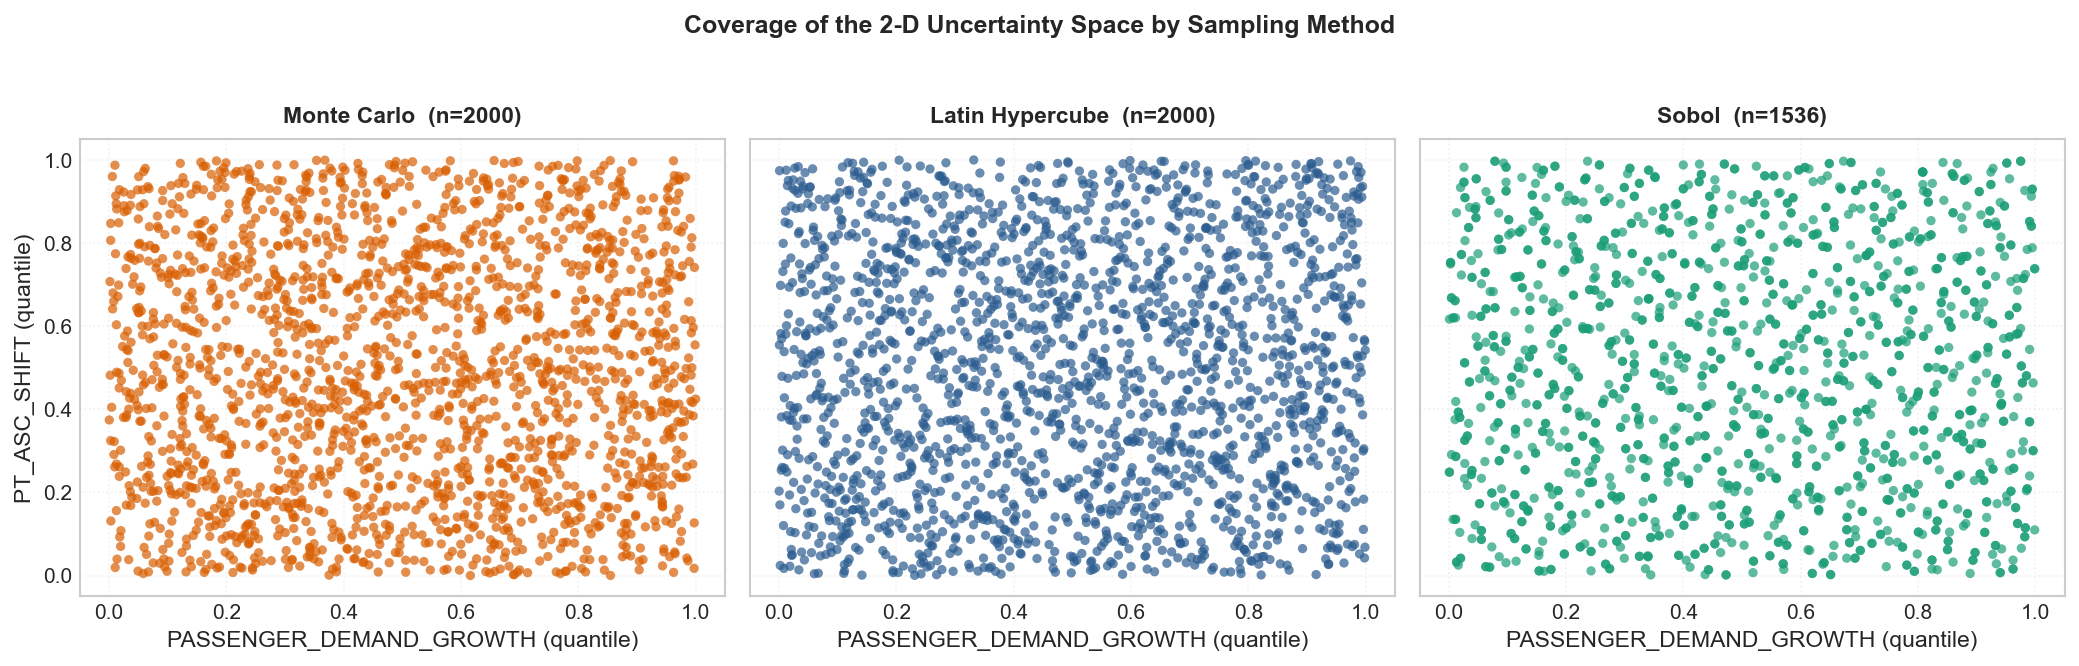 Coverage of the 2-D Uncertainty Space by Sampling Method
Monte Carlo (n=2000)
Latin Hypercube (n=2000)
Sobol (n=1536)
PT_ASC_SHIFT (quantile)
1.0
0.8
0.6
0.4
0.2
0.0
0.0 0.2 0.4 0.6 0.8 1.0
0.0 0.2 0.4 0.6 0.8 1.0
0.0 0.2 0.4 0.6 0.8 1.0
PASSENGER_DEMAND_GROWTH (quantile)
PASSENGER_DEMAND_GROWTH (quantile)
PASSENGER_DEMAND_GROWTH (quantile)